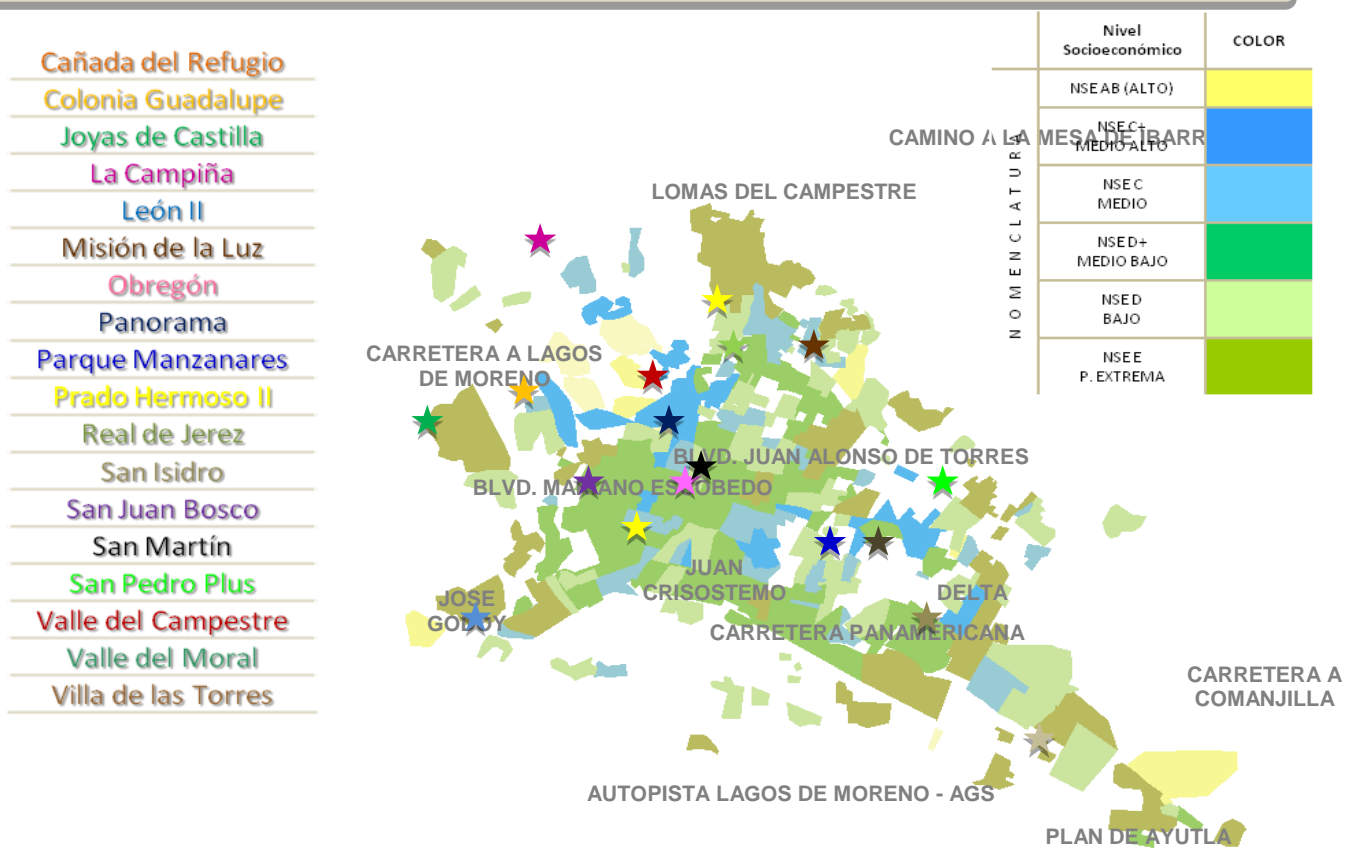 Cañada del Refugio
Colonia Guadalupe
Joyas de Castilla
La Campiña
León II
Misión de la Luz
Obregón
Panorama
Parque Manzanares
Prado Hermoso II
Real de Jerez
San Isidro
San Juan Bosco
San Martín
San Pedro Plus
Valle del Campestre
Valle del Moral
Villa de las Torres
Nivel
Socioeconómico
COLOR
NOMENCLATURA
NSE AB (ALTO)
NSE C+
MEDIO ALTO
NSE C
MEDIO
NSE D+
MEDIO BAJO
NSE D
BAJO
NSE E
P. EXTREMA
CAMINO A LA MESA DE IBARR
LOMAS DEL CAMPESTRE
CARRETERA A LAGOS
DE MORENO
BLVD. JUAN ALONSO DE TORRES
BLVD. MARIANO ESCOBEDO
JUAN
CRISOSTEMO
JOSE
GODOY
DELTA
CARRETERA PANAMERICANA
CARRETERA A
COMANJILLA
AUTOPISTA LAGOS DE MORENO - AGS
PLAN DE AYUTLA